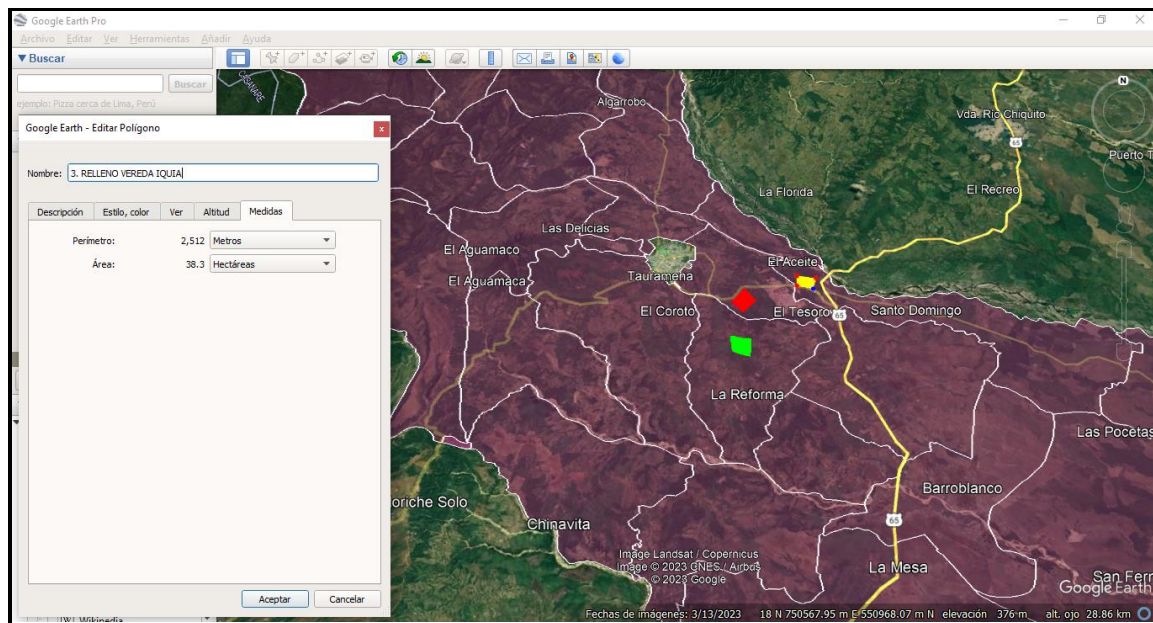 Google Earth Pro
Archivo Editar Ver Herramientas Añadir Ayuda
▼Buscar
Buscar
ejemplo: Pizza cerca de Lima, Perú
Google Earth - Editar Polígono
Nombre: 3. RELLENO VEREDA IQUIA
Descripción Estilo, color Ver Altitud Medidas
Perímetro: 2,512 Metros
Área: 38.3 Hectáreas
Aceptar Cancelar
Wikipedia
CASANARE
Algarrobo
Vda. Río Chiquito
N
65
Puerto T
La Florida
El Recreo
Las Delicias
El Aguamaco
El Aceite
Tauramena
El Aguamaca
El Coroto
El Tesoro
65
Santo Domingo
La Reforma
Las Pocetas
Barroblanco
oriche Solo
Chinavita
65
La Mesa
San Fern
Image Landsat / Copernicus
Image © 2023 CNES / Airbus
© 2023 Google
Google Earth
Fechas de imágenes: 3/13/2023 18 N 750567.95 m E 550968.07 m N elevación 376 m alt. ojo 28.86 km